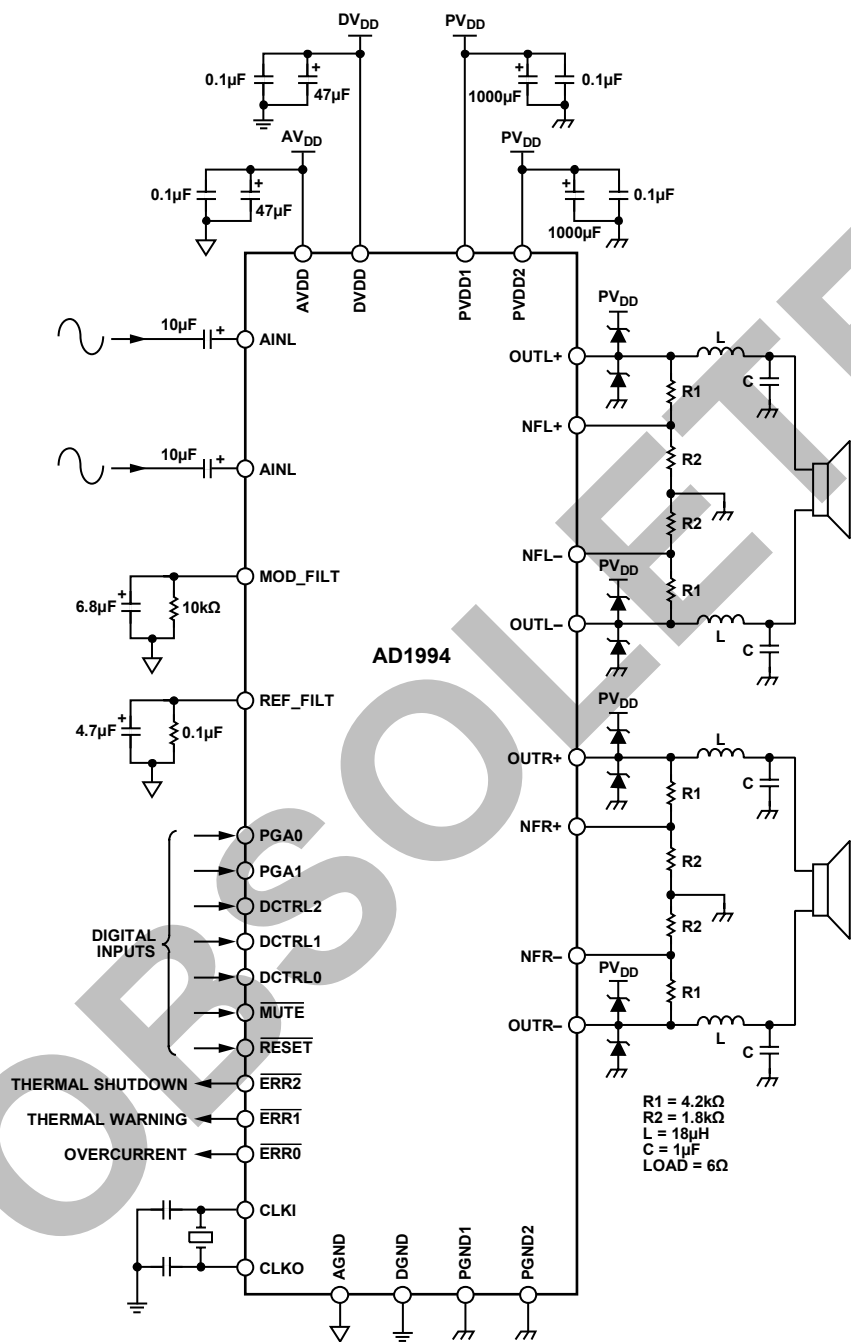 DVDD
PVDD
0.1µF
47µF
1000µF
0.1µF
AVDD
PVDD
0.1µF
47µF
1000µF
0.1µF
AVDD
DVDD
PVDD1
PVDD2
10µF
AINL
10µF
AINL
6.8µF
10kΩ
MOD_FILT
4.7µF
0.1µF
REF_FILT
DIGITAL
INPUTS
PGA0
PGA1
DCTRL2
DCTRL1
DCTRL0
MUTE
RESET
THERMAL SHUTDOWN
ERR2
THERMAL WARNING
ERR1
OVERCURRENT
ERR0
CLKI
CLKO
AD1994
AGND
DGND
PGND1
PGND2
PVDD
OUTL+
L
C
R1
NFL+
R2
R2
NFL–
PVDD
R1
OUTL–
L
C
PVDD
OUTR+
L
C
R1
NFR+
R2
R2
NFR–
PVDD
R1
OUTR–
L
C
R1 = 4.2kΩ
R2 = 1.8kΩ
L = 18µH
C = 1µF
LOAD = 6Ω
OBSOLETE